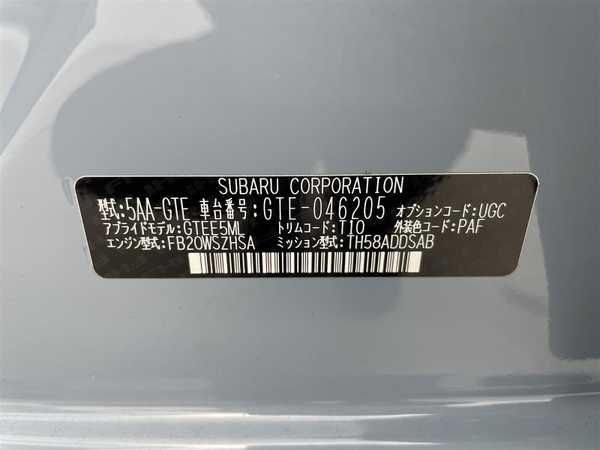 SUBARU CORPORATION
型式:5AA-GTE 車台番号:GTE-046205 オプションコード:UGC
アプライドモデル:GTEE5ML トリムコード:T10 外装色コード:PAF
エンジン型式:FB20WSZHSA ミッション型式:TH58ADDSAB